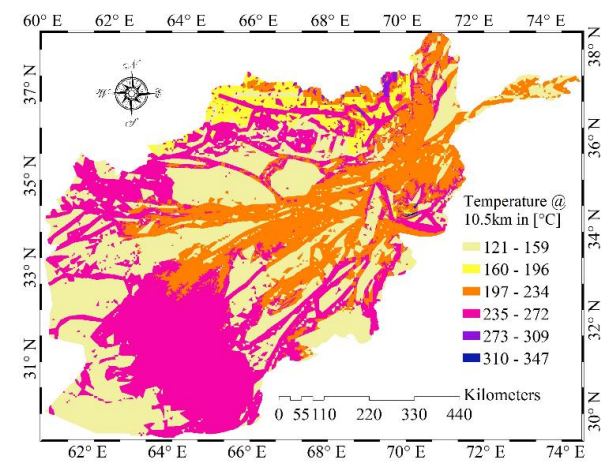 60° E 62° E 64° E 66° E 68° E 70° E 72° E 74° E
37° N
35° N
33° N
31° N
N
W E
S
38° N
36° N
34° N
32° N
30° N
Temperature @
10.5km in [°C]
121 - 159
160 - 196
197 - 234
235 - 272
273 - 309
310 - 347
Kilometers
0 55 110 220 330 440
62° E 64° E 66° E 68° E 70° E 72° E 74° E